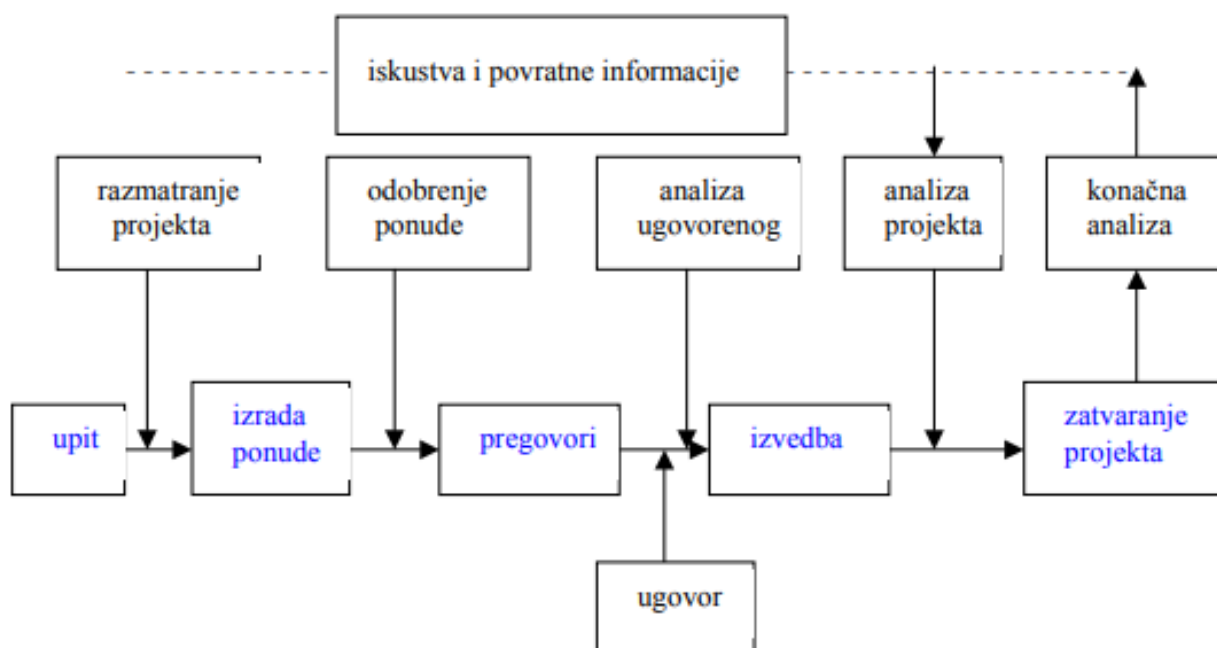 iskustva i povratne informacije
razmatranje
projekta
odobrenje
ponude
analiza
ugovorenog
analiza
projekta
konačna
analiza
upit
izrada
ponude
pregovori
izvedba
zatvaranje
projekta
ugovor